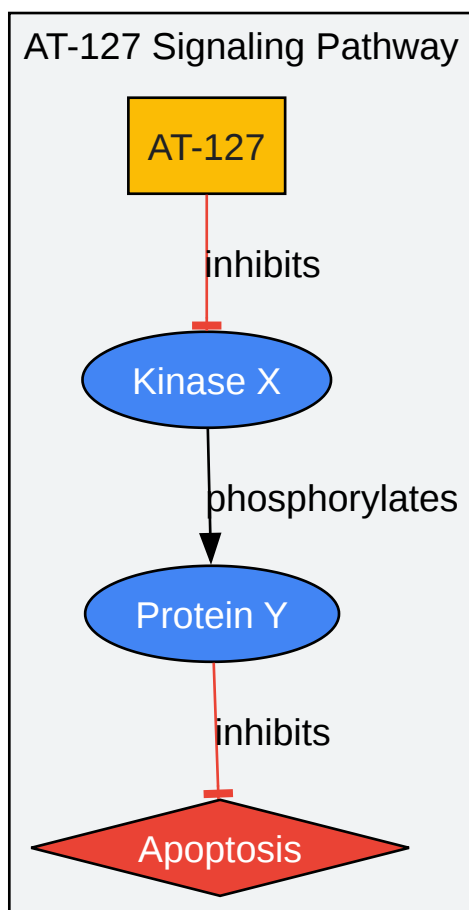 AT-127 Signaling Pathway
AT-127
inhibits
Kinase X
phosphorylates
Protein Y
inhibits
Apoptosis